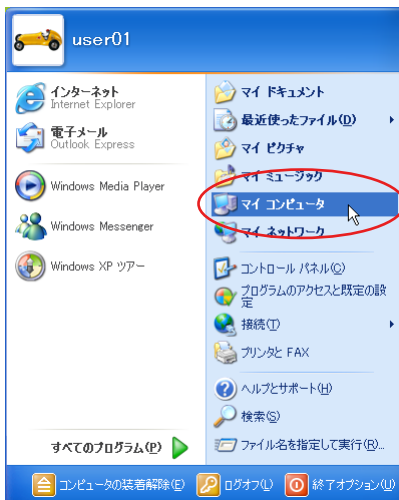 user01
インターネット
Internet Explorer
電子メール
Outlook Express
Windows Media Player
Windows Messenger
Windows XP ツアー
すべてのプログラム(P)
マイ ドキュメント
最近使ったファイル(D)
マイ ピクチャ
マイ ミュージック
マイ コンピュータ
マイ ネットワーク
コントロール パネル(C)
プログラムのアクセスと既定の設
定
接続(T)
プリンタと FAX
ヘルプとサポート(H)
検索(S)
ファイル名を指定して実行(R)...
コンピュータの装着解除(E)
ログオフ(L)
終了オプション(U)